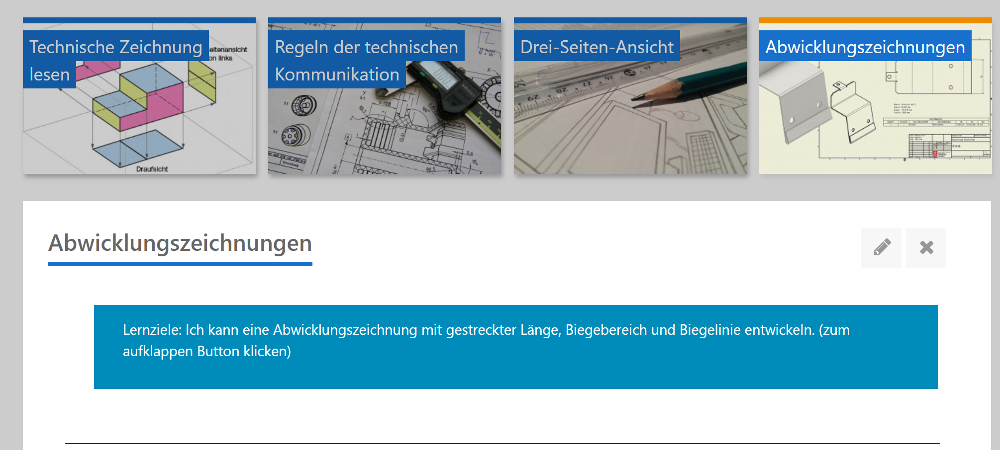 Technische Zeichnung
lesen
eitenansicht
on links
Draufsicht
Regeln der technischen
Kommunikation
Drei-Seiten-Ansicht
Abwicklungszeichnungen
Abwicklungszeichnungen
Lernziele: Ich kann eine Abwicklungszeichnung mit gestreckter Länge, Biegebereich und Biegelinie entwickeln. (zum
aufklappen Button klicken)